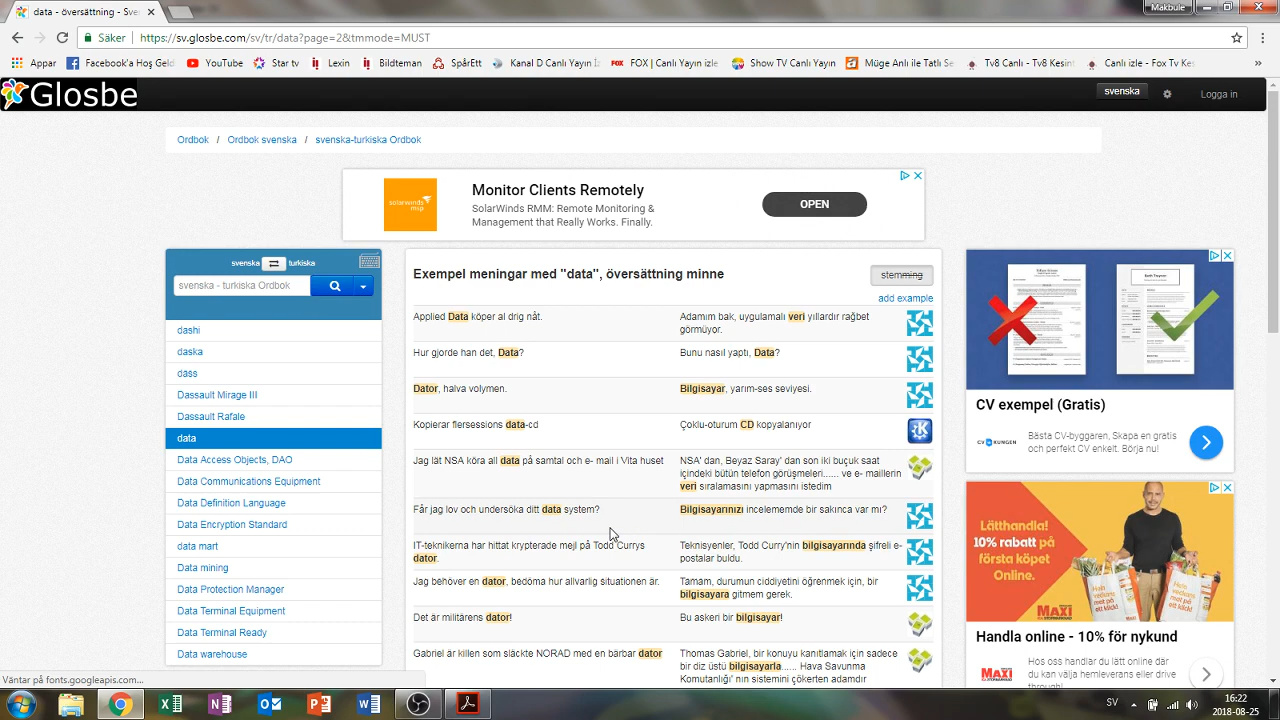 data - översättning - Sve
Makbule
Säker
https://sv.glosbe.com/sv/tr/data?page=2&tmmode=MUST
Appar
Facebook'a Hoş Geld
YouTube
Star tv
Lexin
Bildteman
SpårEtt
Kanal D Canlı Yayın İz
FOX | Canlı Yayın izle
Show TV Canlı Yayın
Müge Anlı ile Tatlı Se
Tv8 Canlı - Tv8 Kesint
Canlı izle - Fox Tv Kes
Glosbe
svenska
Logga in
Ordbok / Ordbok svenska / svenska-turkiska Ordbok
Monitor Clients Remotely
SolarWinds RMM: Remote Monitoring &
Management that Really Works. Finally.
OPEN
solarwinds
msp
svenska
turkiska
svenska - turkiska Ordbok
dashi
daska
dass
Dassault Mirage III
Dassault Rafale
data
Data Access Objects, DAO
Data Communications Equipment
Data Definition Language
Data Encryption Standard
data mart
Data mining
Data Protection Manager
Data Terminal Equipment
Data Terminal Ready
Data warehouse
Exempel meningar med "data", översättning minne
stemming
add example
Applied Data köper aldrig nåt.
Adamım bak, uygulamalı veri yıllardır rağbet
görmüyor.
Hur gjorde han det, Data?
Bunu nasıl yaptı, Data?
Dator, halva volymen.
Bilgisayar, yarım-ses seviyesi.
Kopierar flersessions data-cd
Çoklu-oturum CD kopyalanıyor
Jag lät NSA köra all data på samtal och e- mail i Vita huset
NSA' dan, Beyaz Saray' dan son iki buçuk saat
içindeki bütün telefon görüşmeleri...... ve e- maillerin
veri sıralamasını yapmasını istedim
Får jag lov och undersöka ditt data system?
Bilgisayarınızı incelememde bir sakınca var mı?
IT-teknikerna har hittat krypterade mejl på Todd Currys
dator.
Teknisyenler, Todd Curry'nin bilgisayarında şifreli e-
postalar buldu.
Jag behöver en dator, bedöma hur allvarlig situationen är.
Tamam, durumun ciddiyetini öğrenmek için, bir
bilgisayara gitmem gerek.
Det är militärens dator!
Bu askeri bir bilgisayar!
Gabriel är killen som släckte NORAD med en bärbar dator
Thomas Gabriel, bir konuyu kanıtlamak için sadece
bir diz üstü bilgisayarla...... Hava Savunma
Komutanlığı' nın sistemini çökerten adamdır
CV exempel (Gratis)
CV KUNGEN
Bästa CV-byggaren, Skapa en gratis
och perfekt CV enkelt. Börja nu!
Lätthandla!
10% rabatt på
första köpet
Online.
MAXI
Handla online - 10% för nykund
MAXI
Hos oss handlar du lätt online där
du kan välja hemleverans eller drive
through!
Väntar på fonts.googleapis.com...
SV
16:22
2018-08-25